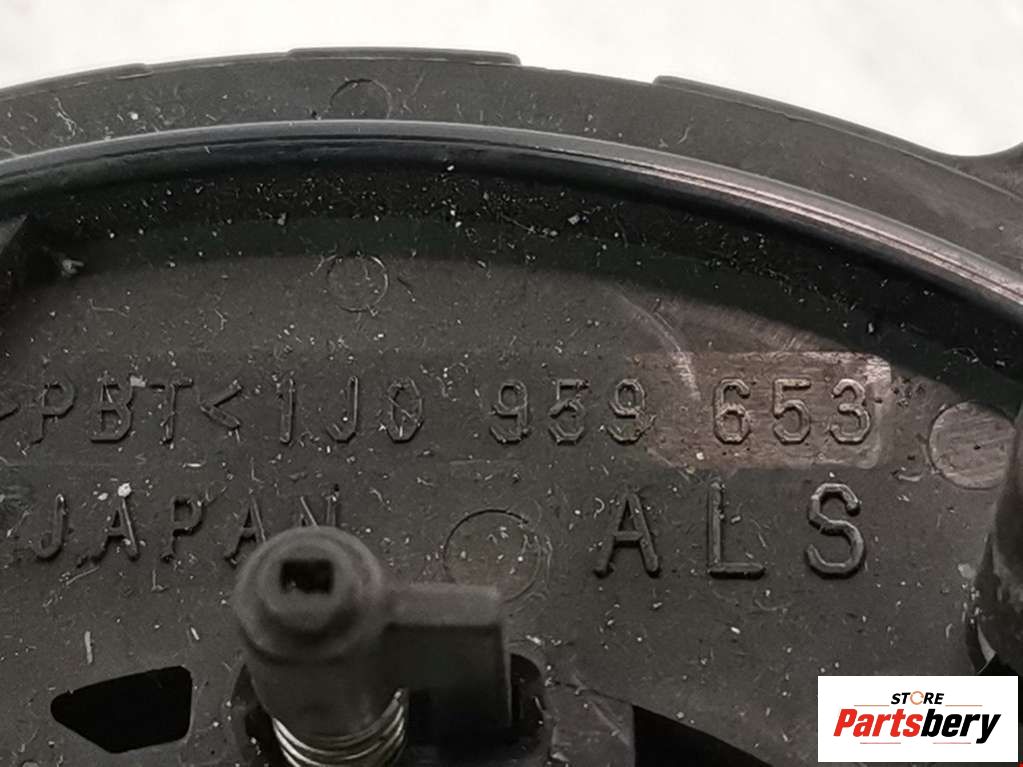 >PBT< 1J0 959 653
JAPAN ALS
STORE
Partsbery